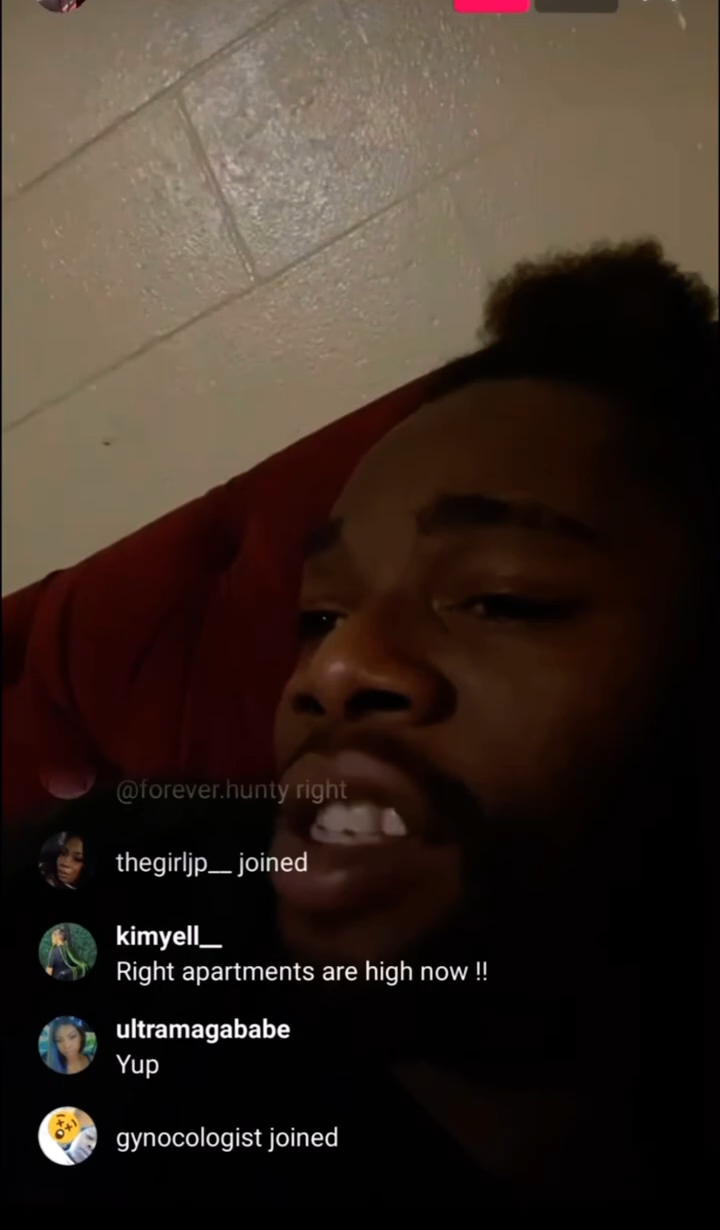 @forever.hunty right
thegirljp__ joined
kimyell__
Right apartments are high now !!
ultramagababe
Yup
gynocologist joined